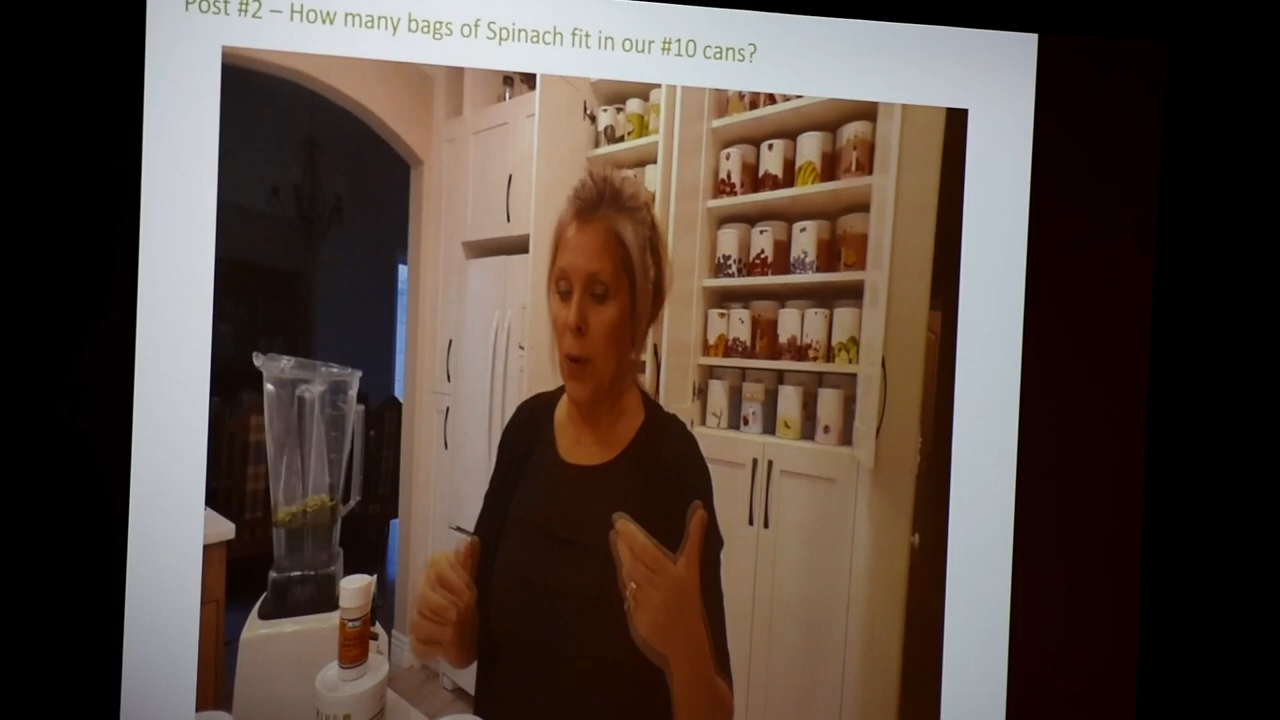 Post #2 – How many bags of Spinach fit in our #10 cans?